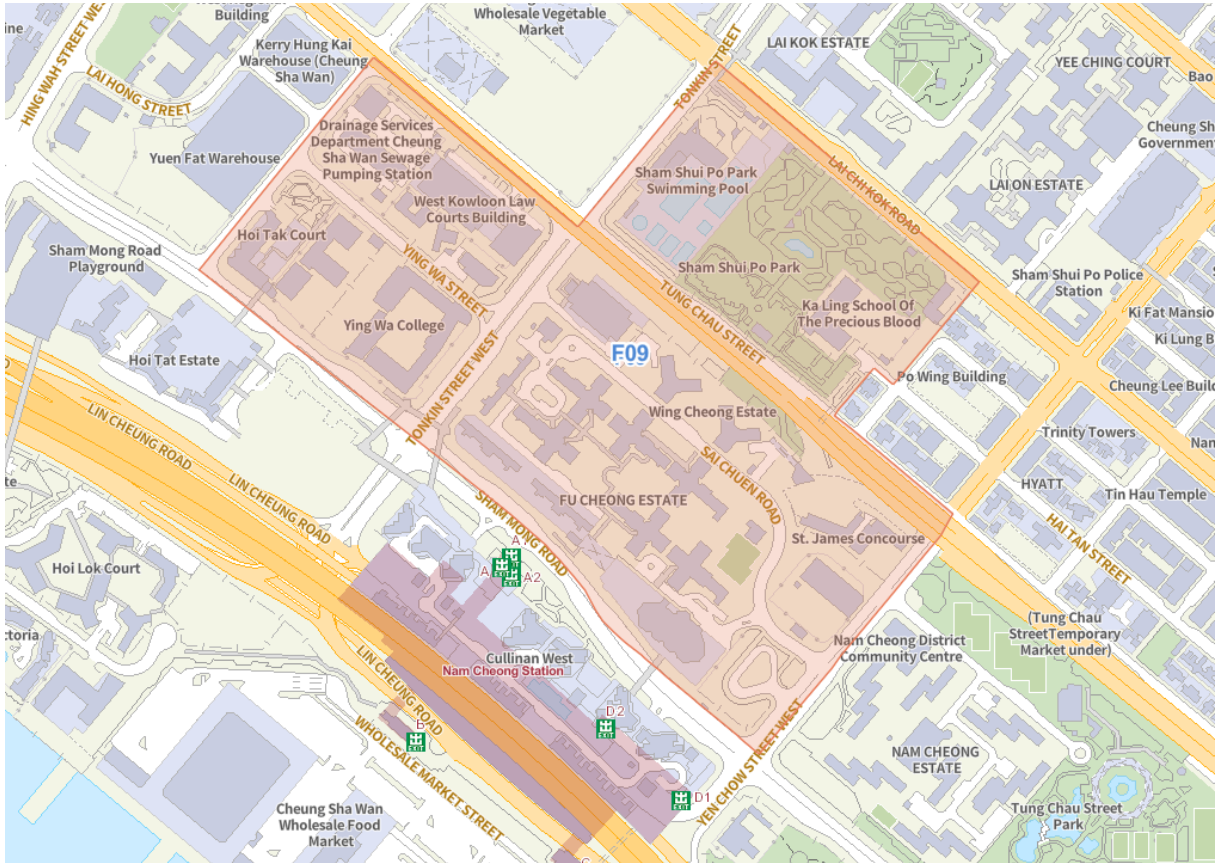 Building
Wholesale Vegetable
Market
LAI KOK ESTATE
YEE CHING COURT
Bao
HING WAH STREET WEST
Kerry Hung Kai
Warehouse (Cheung
Sha Wan)
TONKIN STREET
LAI HONG STREET
Drainage Services
Department Cheung
Sha Wan Sewage
Pumping Station
Cheung Sh
Government
Yuen Fat Warehouse
Sham Shui Po Park
Swimming Pool
LAI CHI KOK ROAD
LAI ON ESTATE
West Kowloon Law
Courts Building
Hoi Tak Court
YING WA STREET
Sham Mong Road
Playground
Sham Shui Po Park
Sham Shui Po Police
Station
TUNG CHAU STREET
Ka Ling School Of
The Precious Blood
Ki Fat Mansio
Ying Wa College
Ki Lung B
F09
Hoi Tat Estate
Po Wing Building
Cheung Lee Build
TONKIN STREET WEST
LIN CHEUNG ROAD
Wing Cheong Estate
Trinity Towers
Nan
SAI CHUEN ROAD
LIN CHEUNG ROAD
HYATT
FU CHEONG ESTATE
Tin Hau Temple
SHAM MONG ROAD
St. James Concourse
HAI TAN STREET
A1
A
A2
Hoi Lok Court
(Tung Chau
StreetTemporary
Market under)
ctoria
Nam Cheong District
Community Centre
Cullinan West
Nam Cheong Station
LIN CHEUNG ROAD
D2
B
EXIT
EXIT
EXIT
EXIT
EXIT
WHOLESALE MARKET STREET
YEN CHOW STREET WEST
NAM CHEONG
ESTATE
D1
EXIT
Cheung Sha Wan
Wholesale Food
Market
Tung Chau Street
Park
C